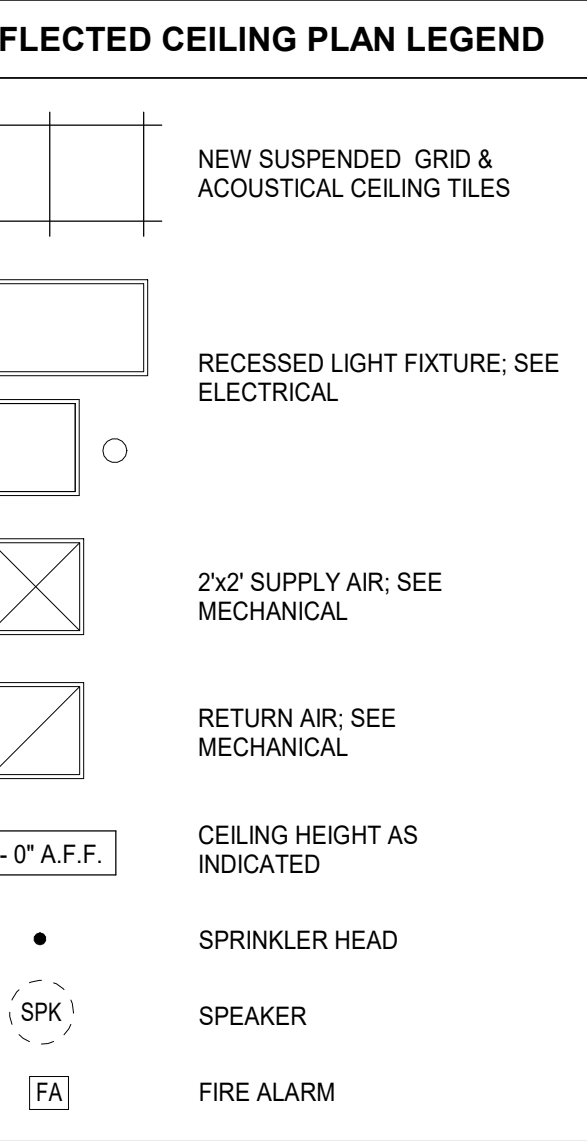 FLECTED CEILING PLAN LEGEND
NEW SUSPENDED GRID &
ACOUSTICAL CEILING TILES
RECESSED LIGHT FIXTURE; SEE
ELECTRICAL
2'x2' SUPPLY AIR; SEE
MECHANICAL
RETURN AIR; SEE
MECHANICAL
- 0" A.F.F.
CEILING HEIGHT AS
INDICATED
SPRINKLER HEAD
SPK
SPEAKER
FA
FIRE ALARM